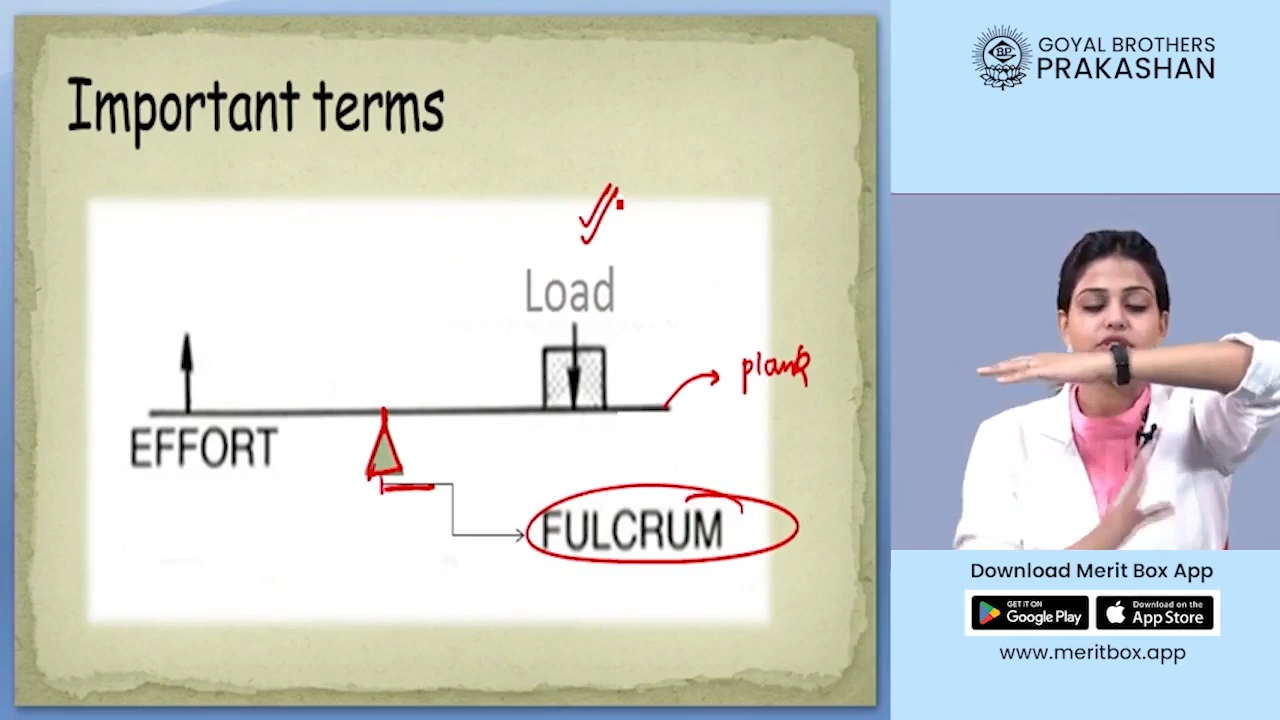 Important terms
Load
plank
EFFORT
FULCRUM
BP
GOYAL BROTHERS
PRAKASHAN
Download Merit Box App
GET IT ON
Google Play
Download on the
App Store
www.meritbox.app